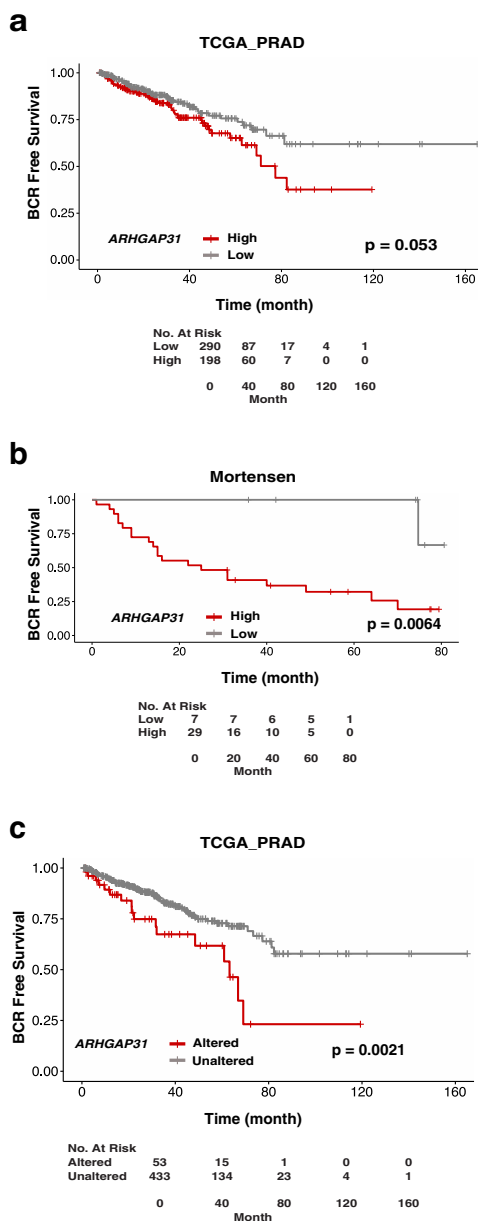 a
TCGA_PRAD
BCR Free Survival
1.00
0.75
0.50
0.25
0.00
ARHGAP31
High
Low
p = 0.053
0 40 80 120 160
Time (month)
No. At Risk
Low 290 87 17 4 1
High 198 60 7 0 0
0 40 80 120 160
Month
b
Mortensen
BCR Free Survival
1.00
0.75
0.50
0.25
0.00
ARHGAP31
High
Low
p = 0.0064
0 20 40 60 80
Time (month)
No. At Risk
Low 7 7 6 5 1
High 29 16 10 5 0
0 20 40 60 80
Month
c
TCGA_PRAD
BCR Free Survival
1.00
0.75
0.50
0.25
0.00
ARHGAP31
Altered
Unaltered
p = 0.0021
0 40 80 120 160
Time (month)
No. At Risk
Altered 53 15 1 0 0
Unaltered 433 134 23 4 1
0 40 80 120 160
Month